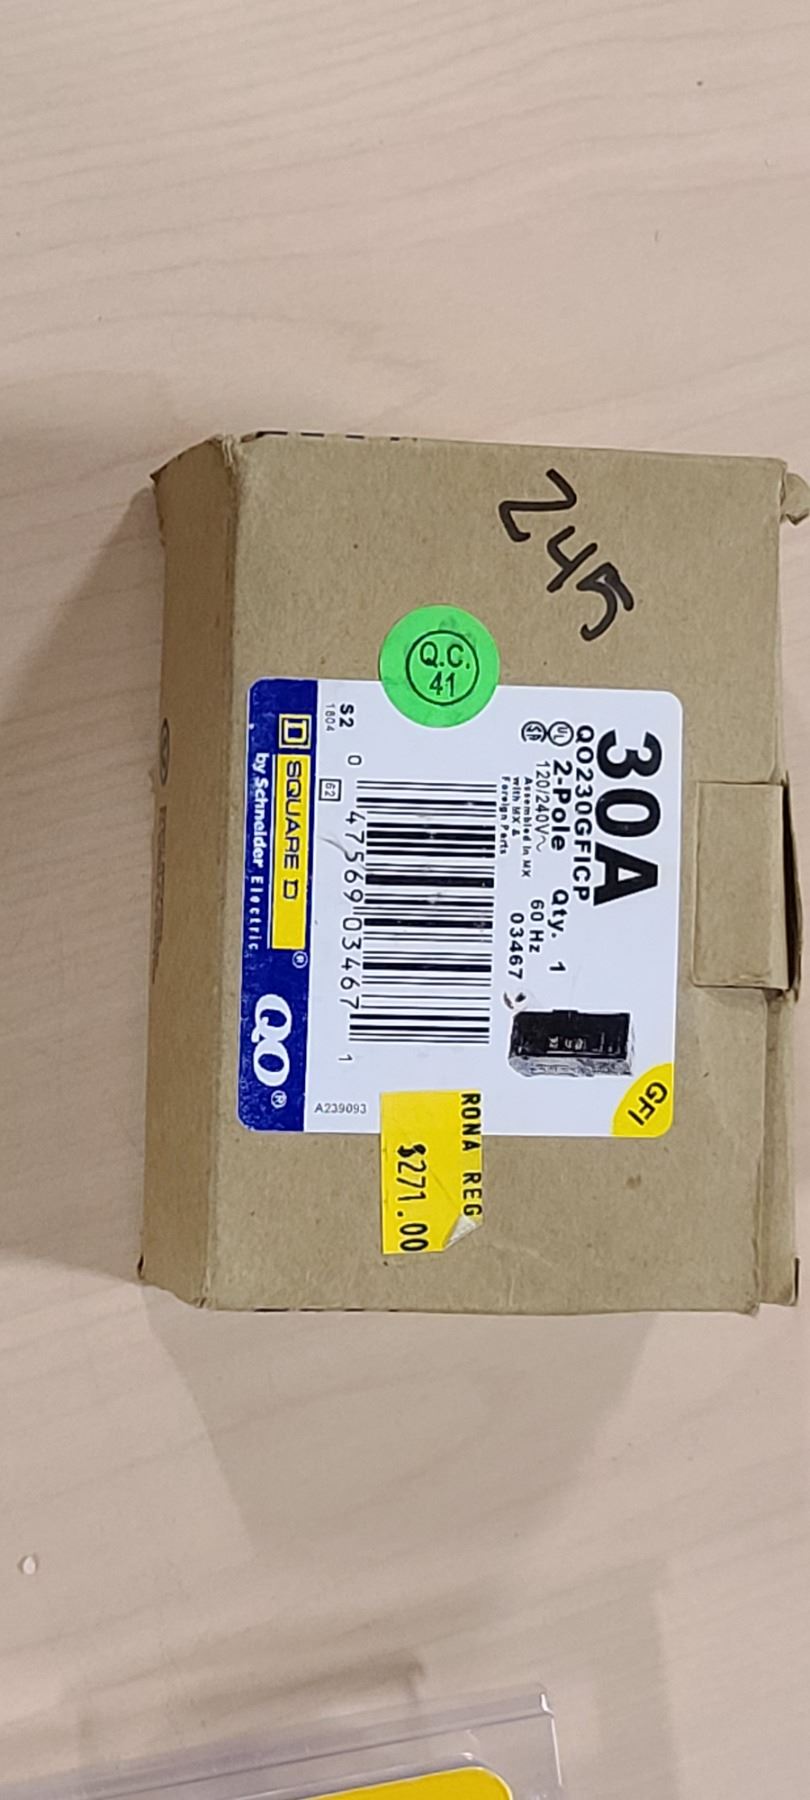 245
Q.C.
41
30A
GFI
QO230GFICP
2-Pole Qty. 1
120/240V~ 60 Hz
Assembled in MX
with MX &
Foreign Parts
03467
S2
1804
62
0 47569 03467 1
A239093
SQUARE D®
by Schneider Electric
QO®
RONA REG
$271.00